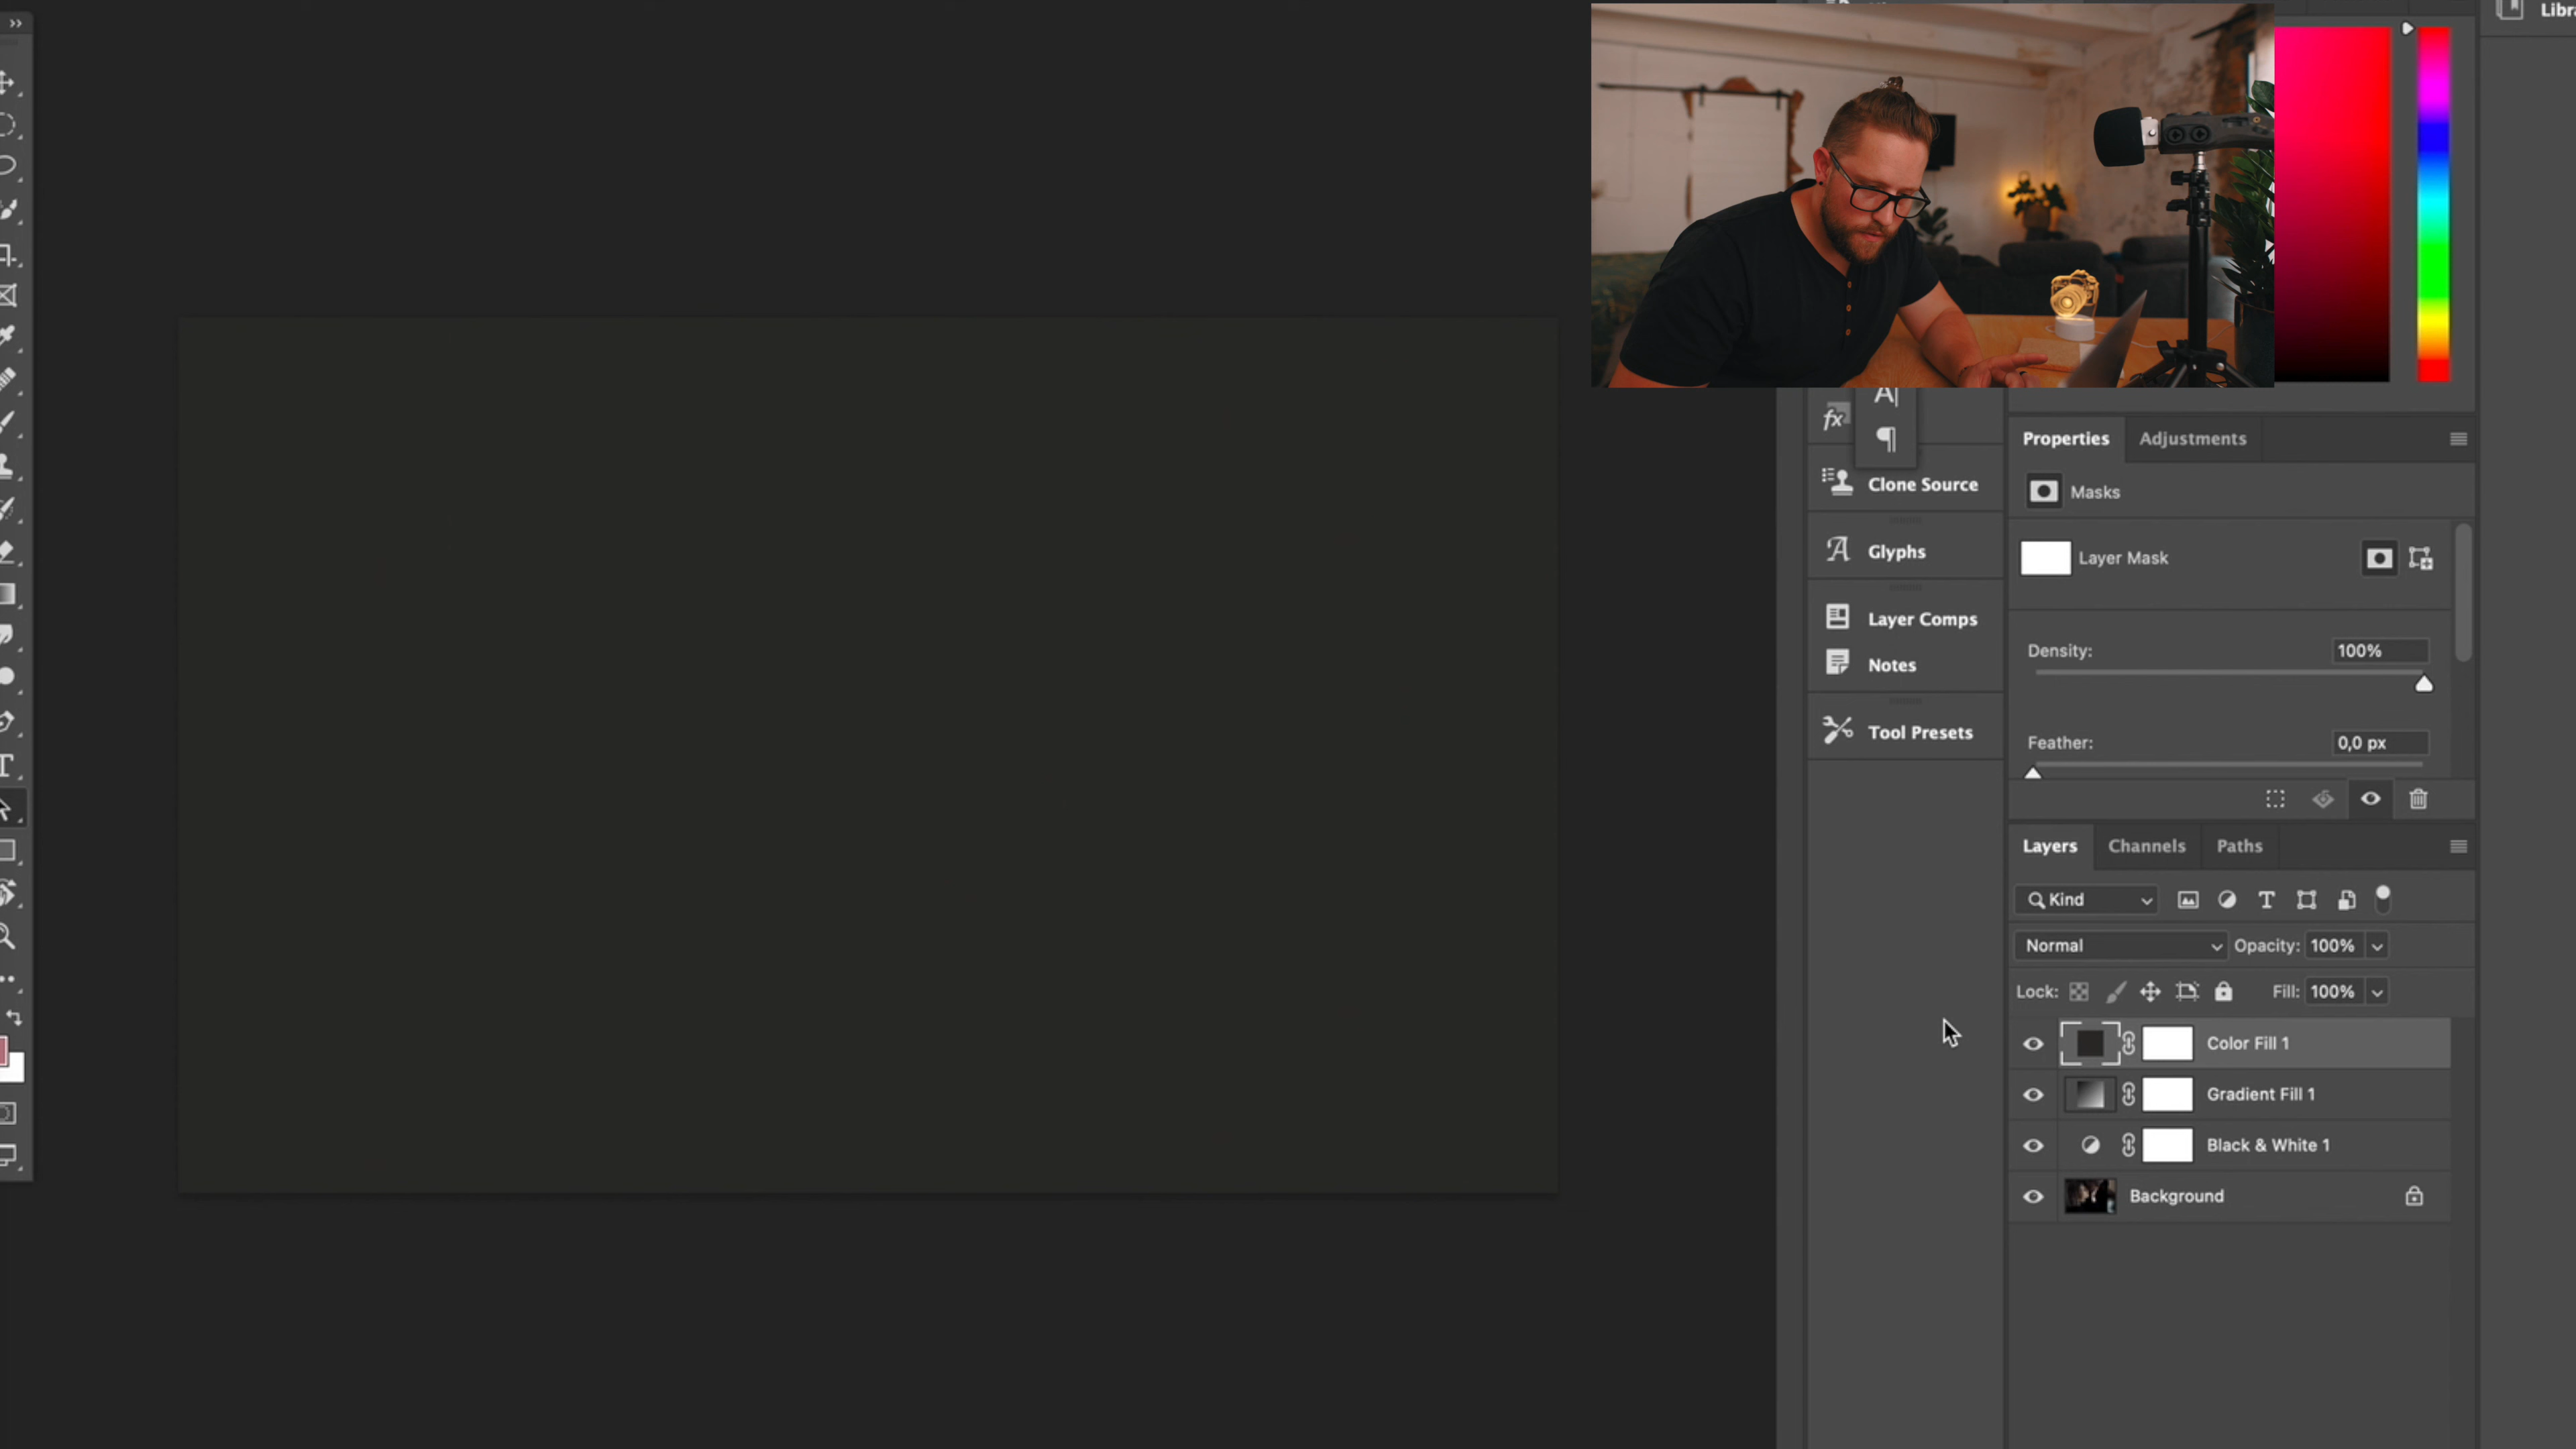 Libr
fx
A|
¶
Properties
Adjustments
Masks
Clone Source
Layer Mask
Glyphs
Layer Comps
Density:
100%
Notes
Tool Presets
Feather:
0,0 px
Layers
Channels
Paths
Kind
Normal
Opacity:
100%
Lock:
Fill:
100%
Color Fill 1
Gradient Fill 1
Black & White 1
Background